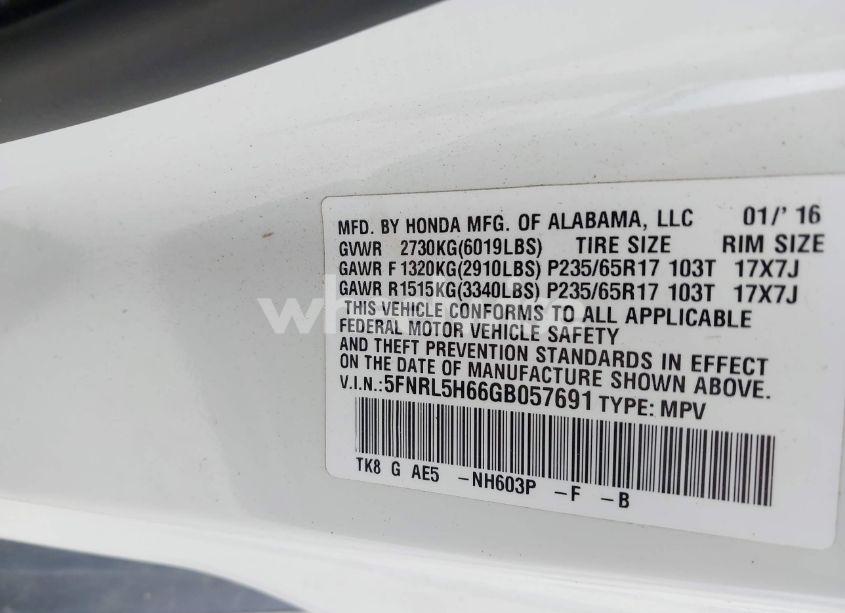 MFD. BY HONDA MFG. OF ALABAMA, LLC 01/' 16
GVWR 2730KG(6019LBS) TIRE SIZE RIM SIZE
GAWR F1320KG(2910LBS) P235/65R17 103T 17X7J
GAWR R1515KG(3340LBS) P235/65R17 103T 17X7J
THIS VEHICLE CONFORMS TO ALL APPLICABLE
FEDERAL MOTOR VEHICLE SAFETY
AND THEFT PREVENTION STANDARDS IN EFFECT
ON THE DATE OF MANUFACTURE SHOWN ABOVE.
V.I.N.:5FNRL5H66GB057691 TYPE: MPV
TK8 G AE5 -NH603P -F -B